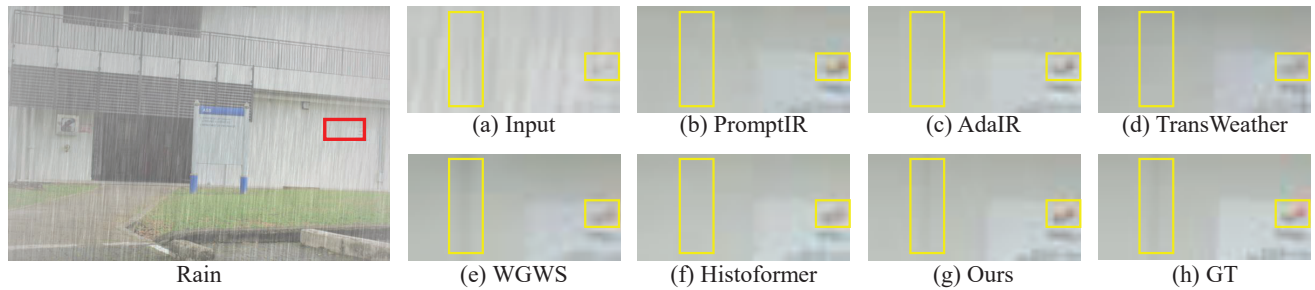 (a) Input
(b) PromptIR
(c) AdaIR
(d) TransWeather
Rain
(e) WGWS
(f) Histoformer
(g) Ours
(h) GT